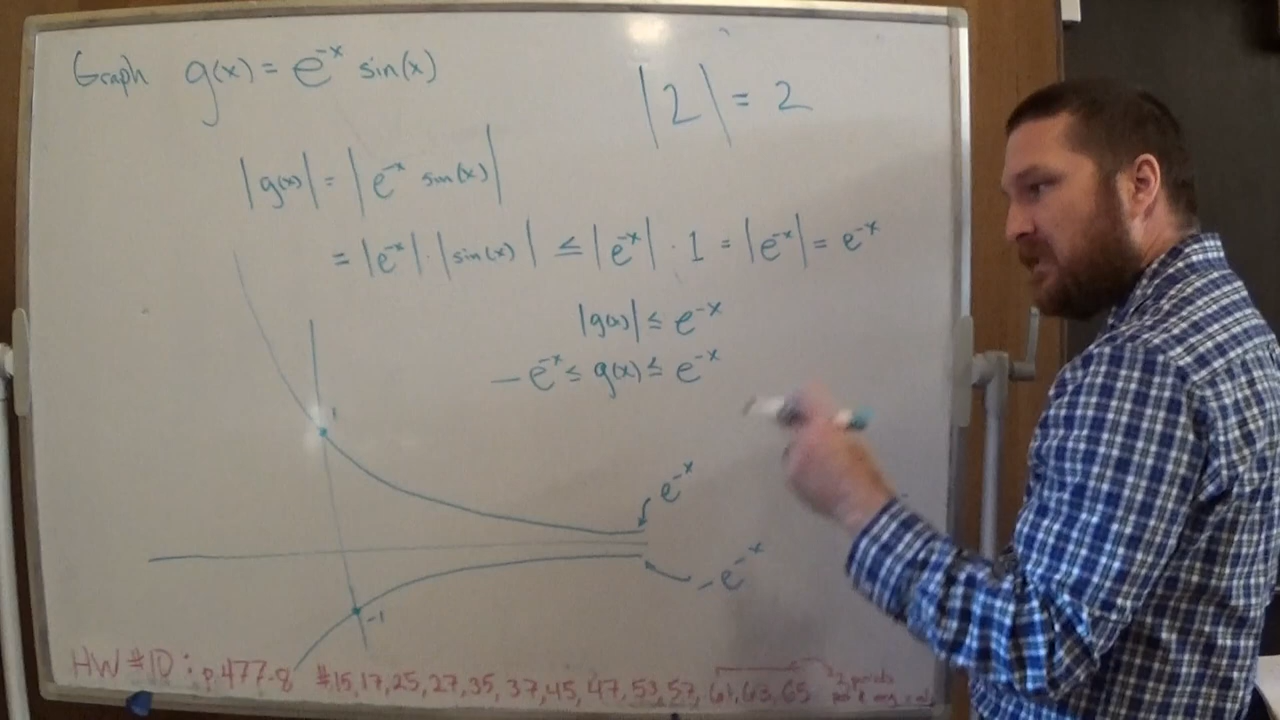 Graph g(x) = e^-x sin(x)
|2| = 2
|g(x)| = |e^-x sin(x)|
= |e^-x| · |sin(x)| ≤ |e^-x| · 1 = |e^-x| = e^-x
|g(x)| ≤ e^-x
-e^-x ≤ g(x) ≤ e^-x
1
e^-x
-e^-x
-1
HW #10: p.477-8 #15,17,25,27,35,37,45,47,53,57,61,63,65